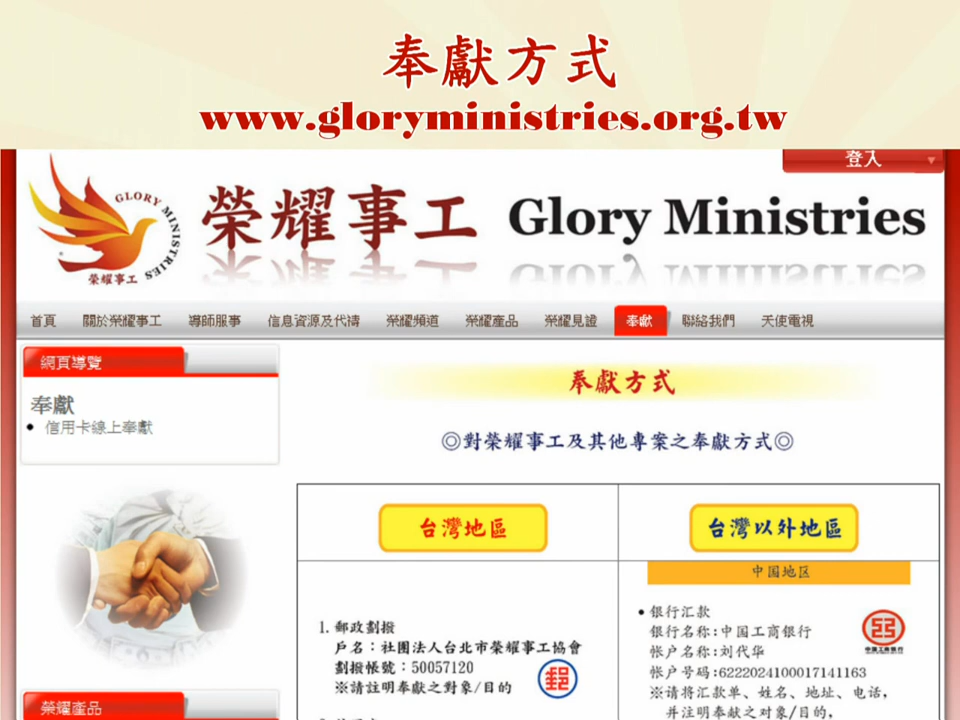 奉獻方式
www.gloryministries.org.tw
登入
GLORY MINISTRIES
榮耀事工
榮耀事工 Glory Ministries
首頁 關於榮耀事工 導師服事 信息資源及代禱 榮耀頻道 榮耀產品 榮耀見證 奉獻 聯絡我們 天使電視
網頁導覽
奉獻
• 信用卡線上奉獻
榮耀產品
奉獻方式
◎對榮耀事工及其他專案之奉獻方式◎
台灣地區
1. 郵政劃撥
戶名：社團法人台北市榮耀事工協會
劃撥帳號：50057120
※請註明奉獻之對象/目的
郵
台灣以外地區
中国地区
• 银行汇款
银行名称:中国工商银行
帐户名称:刘代华
帐户号码:6222024100017141163
※请将汇款单、姓名、地址、电话,
并注明奉献之对象/目的,
中国工商银行